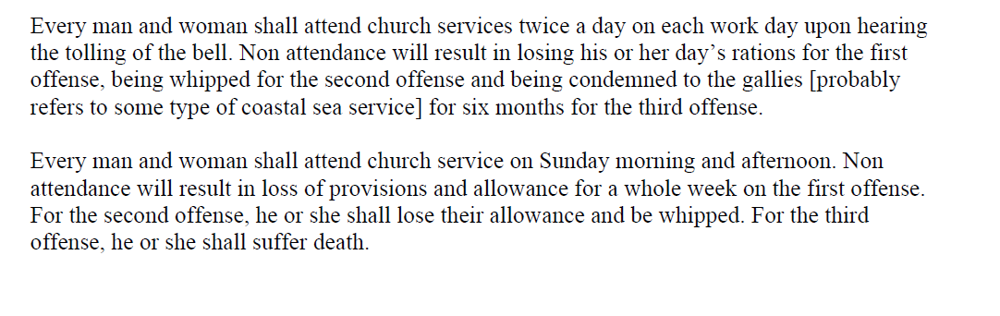 Every man and woman shall attend church services twice a day on each work day upon hearing
the tolling of the bell. Non attendance will result in losing his or her day’s rations for the first
offense, being whipped for the second offense and being condemned to the gallies [probably
refers to some type of coastal sea service] for six months for the third offense.
Every man and woman shall attend church service on Sunday morning and afternoon. Non
attendance will result in loss of provisions and allowance for a whole week on the first offense.
For the second offense, he or she shall lose their allowance and be whipped. For the third
offense, he or she shall suffer death.